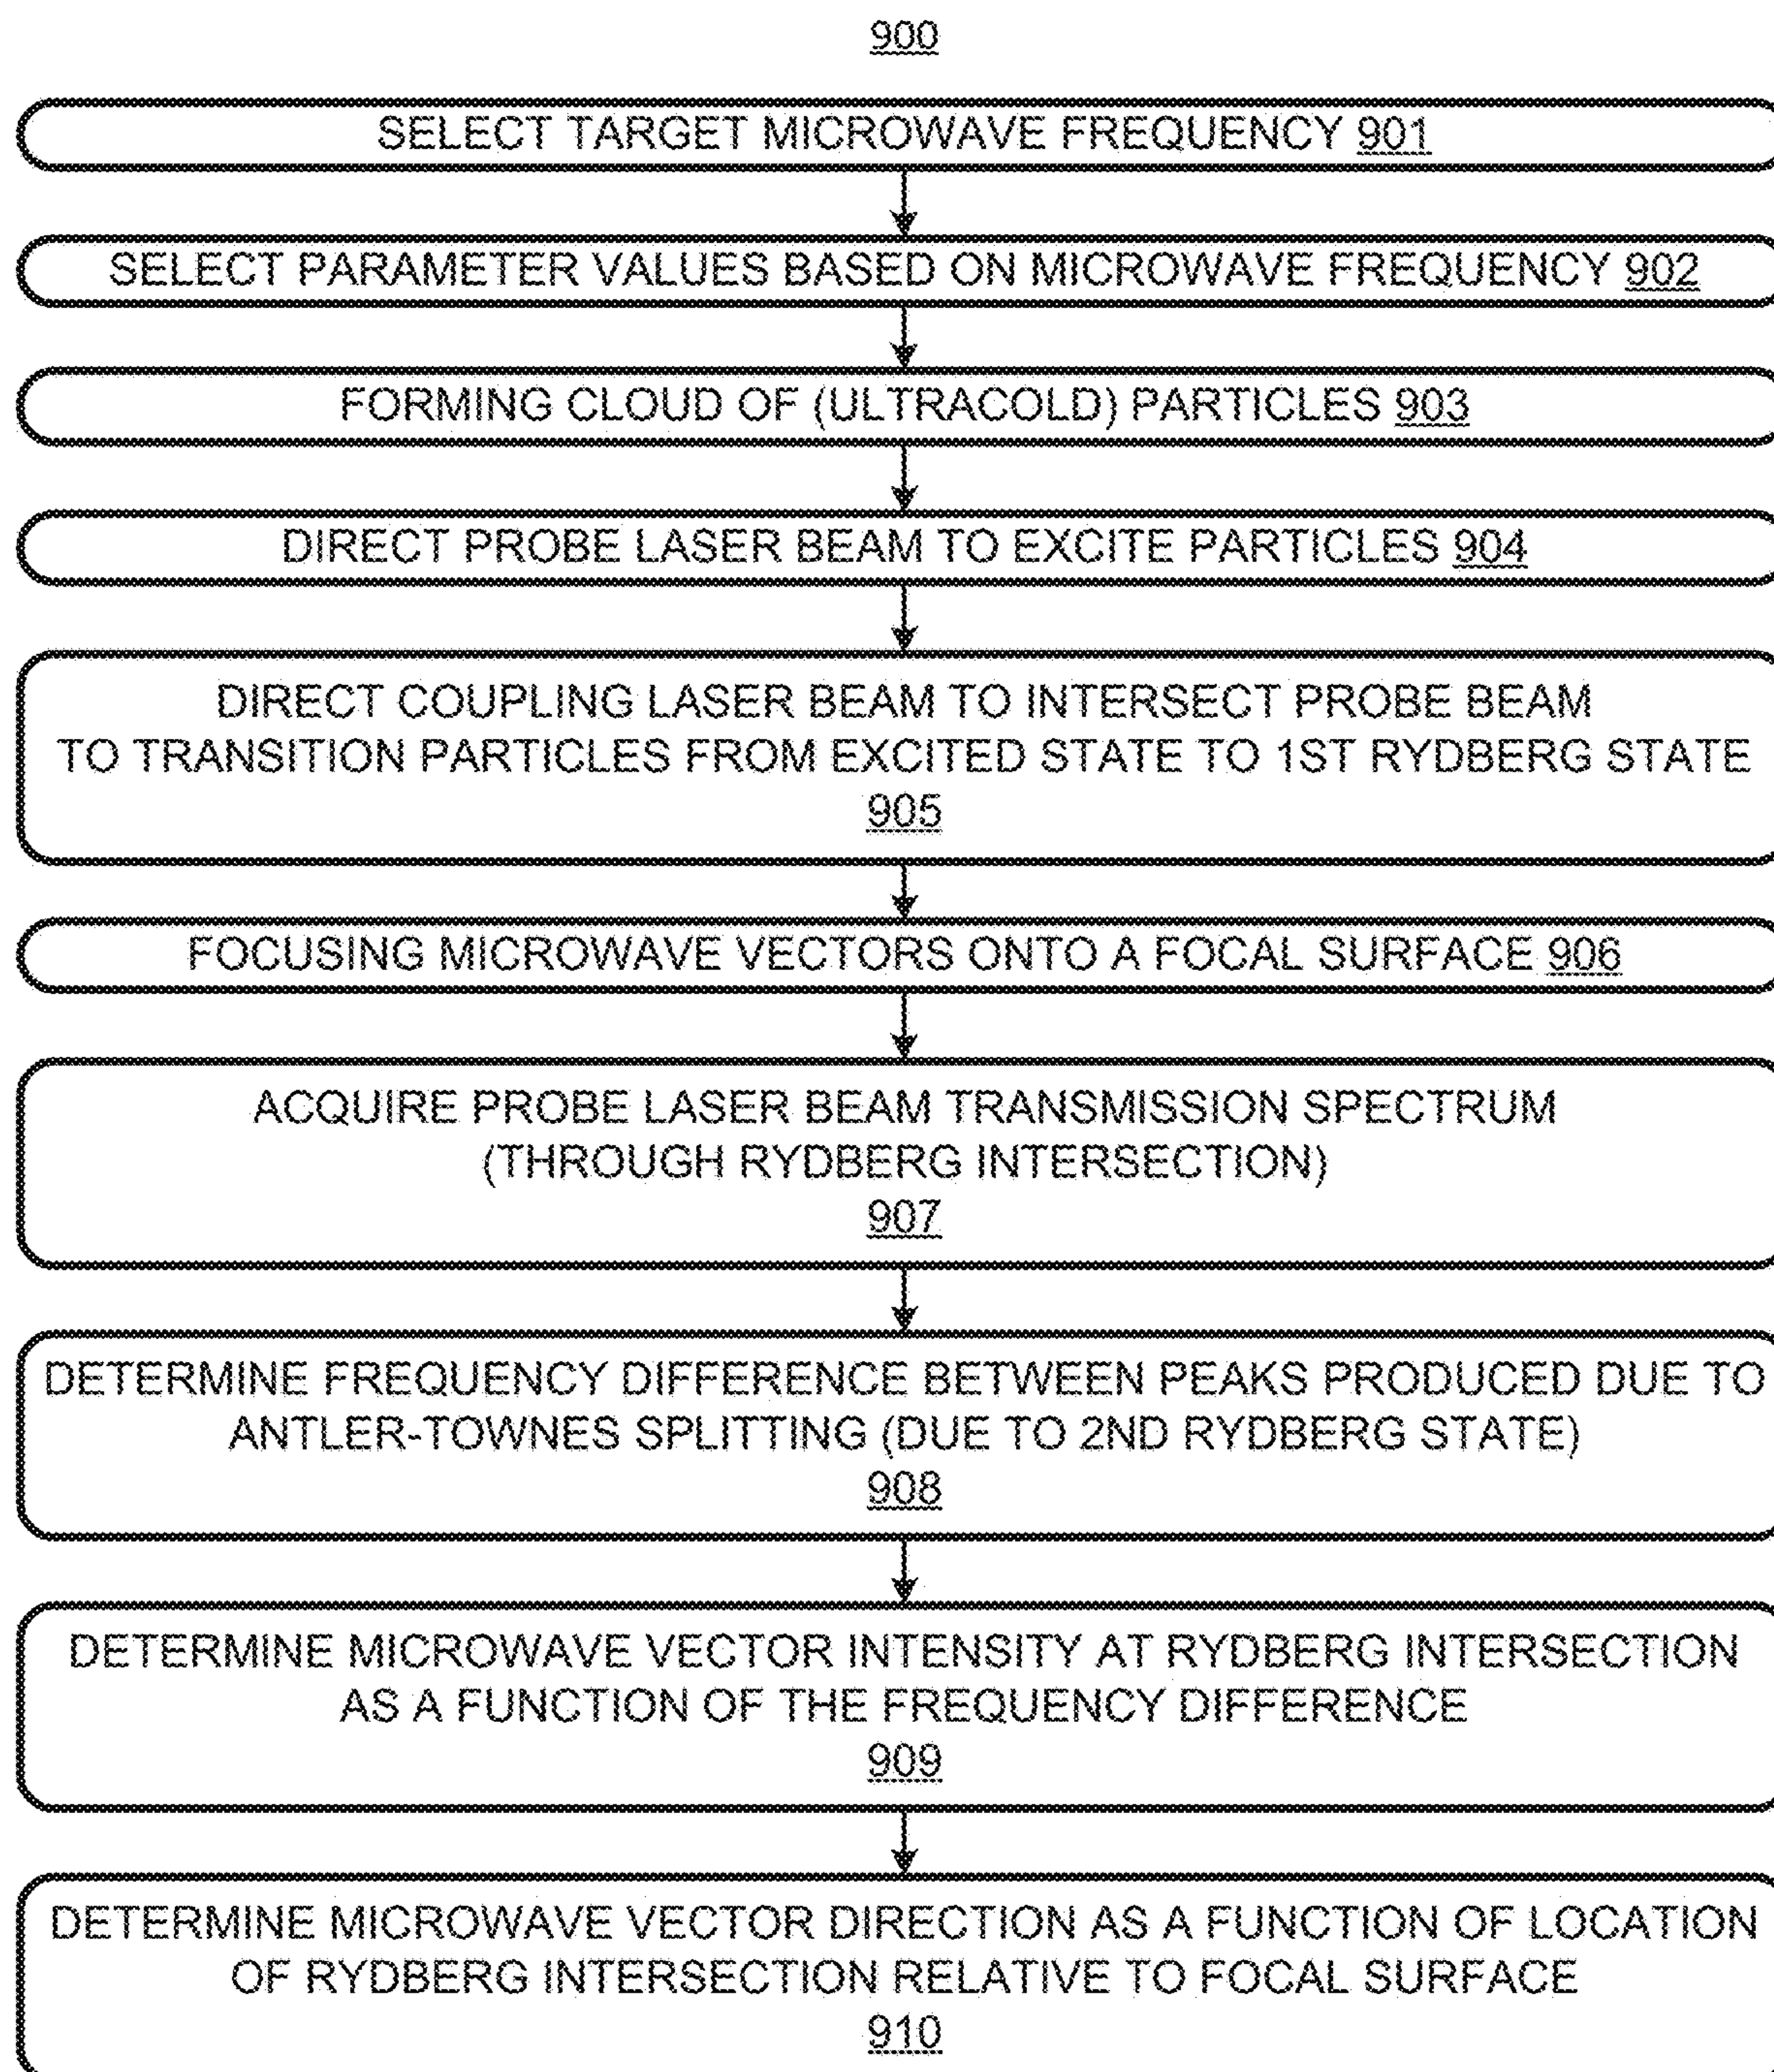 900
SELECT TARGET MICROWAVE FREQUENCY 901
SELECT PARAMETER VALUES BASED ON MICROWAVE FREQUENCY 902
FORMING CLOUD OF (ULTRACOLD) PARTICLES 903
DIRECT PROBE LASER BEAM TO EXCITE PARTICLES 904
DIRECT COUPLING LASER BEAM TO INTERSECT PROBE BEAM
TO TRANSITION PARTICLES FROM EXCITED STATE TO 1ST RYDBERG STATE
905
FOCUSING MICROWAVE VECTORS ONTO A FOCAL SURFACE 906
ACQUIRE PROBE LASER BEAM TRANSMISSION SPECTRUM
(THROUGH RYDBERG INTERSECTION)
907
DETERMINE FREQUENCY DIFFERENCE BETWEEN PEAKS PRODUCED DUE TO
ANTLER-TOWNES SPLITTING (DUE TO 2ND RYDBERG STATE)
908
DETERMINE MICROWAVE VECTOR INTENSITY AT RYDBERG INTERSECTION
AS A FUNCTION OF THE FREQUENCY DIFFERENCE
909
DETERMINE MICROWAVE VECTOR DIRECTION AS A FUNCTION OF LOCATION
OF RYDBERG INTERSECTION RELATIVE TO FOCAL SURFACE
910